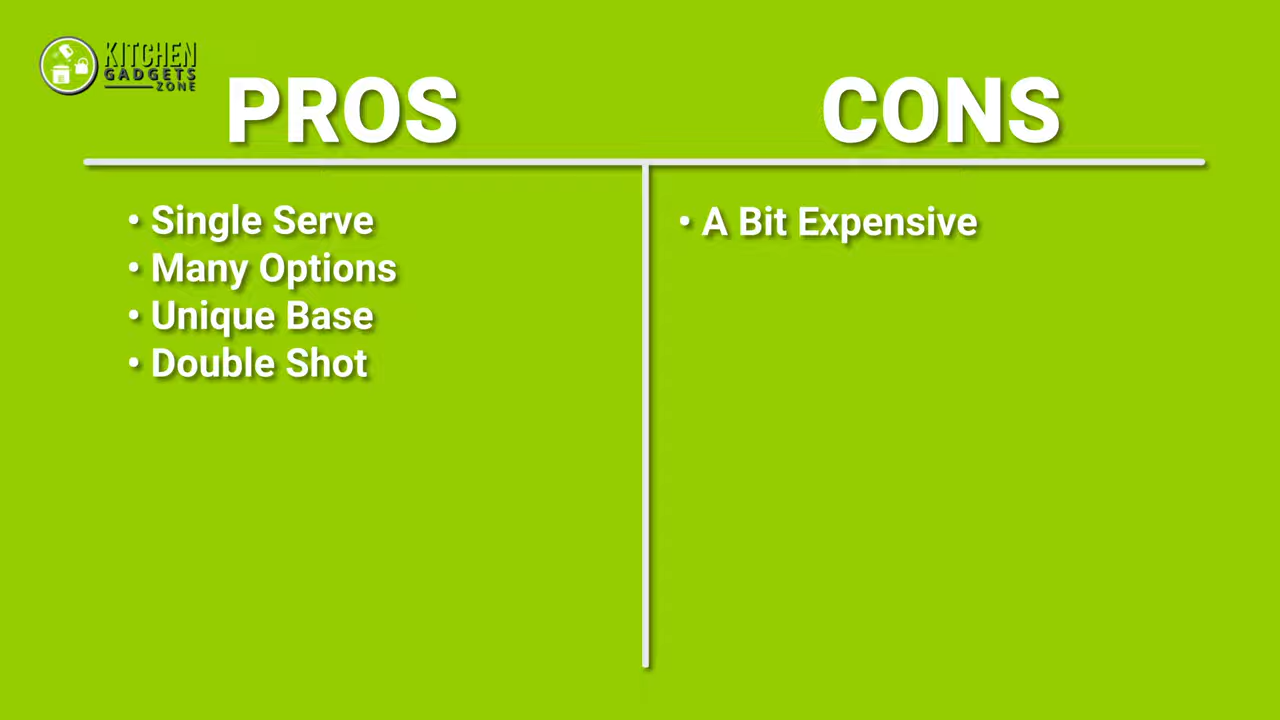 KITCHEN
GADGETS
ZONE
PROS
CONS
• Single Serve
• Many Options
• Unique Base
• Double Shot
• A Bit Expensive